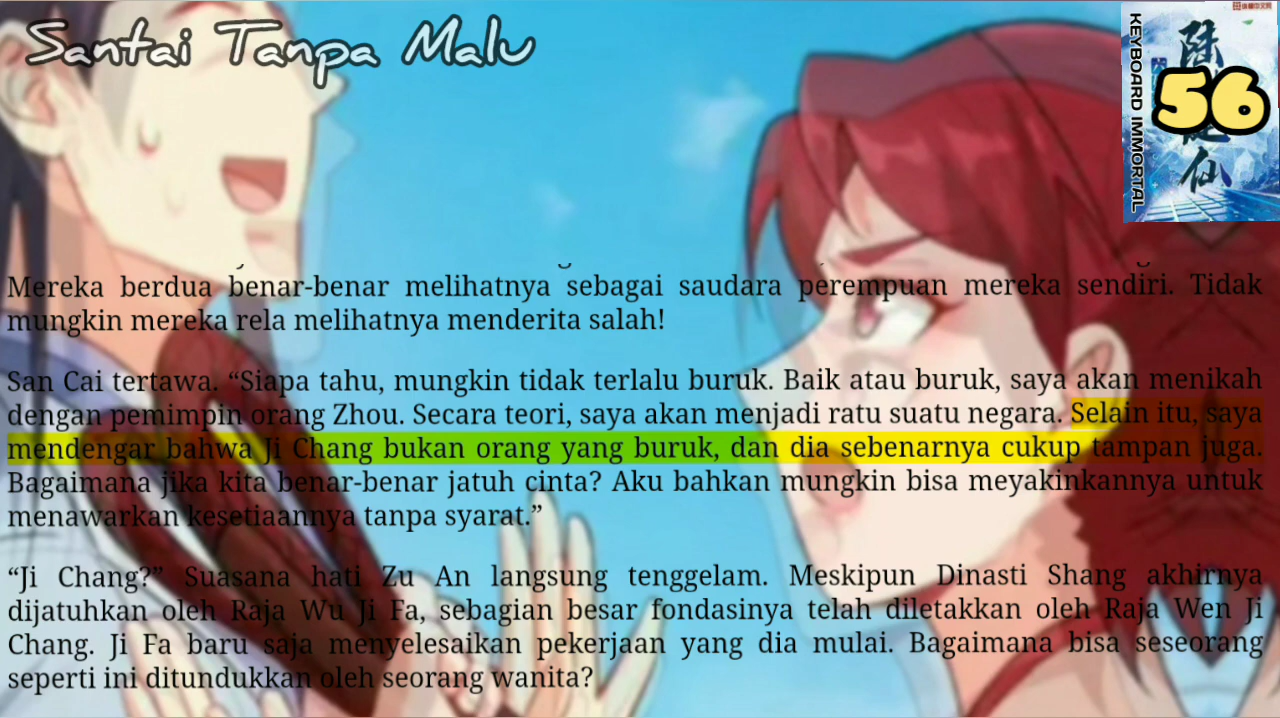 Santai Tanpa Malu
KEYBOARD IMMORTAL
56
仙
Mereka berdua benar-benar melihatnya sebagai saudara perempuan mereka sendiri. Tidak
mungkin mereka rela melihatnya menderita salah!
San Cai tertawa. “Siapa tahu, mungkin tidak terlalu buruk. Baik atau buruk, saya akan menikah
dengan pemimpin orang Zhou. Secara teori, saya akan menjadi ratu suatu negara. Selain itu, saya
mendengar bahwa Ji Chang bukan orang yang buruk, dan dia sebenarnya cukup tampan juga.
Bagaimana jika kita benar-benar jatuh cinta? Aku bahkan mungkin bisa meyakinkannya untuk
menawarkan kesetiaannya tanpa syarat.”
“Ji Chang?” Suasana hati Zu An langsung tenggelam. Meskipun Dinasti Shang akhirnya
dijatuhkan oleh Raja Wu Ji Fa, sebagian besar fondasinya telah diletakkan oleh Raja Wen Ji
Chang. Ji Fa baru saja menyelesaikan pekerjaan yang dia mulai. Bagaimana bisa seseorang
seperti ini ditundukkan oleh seorang wanita?